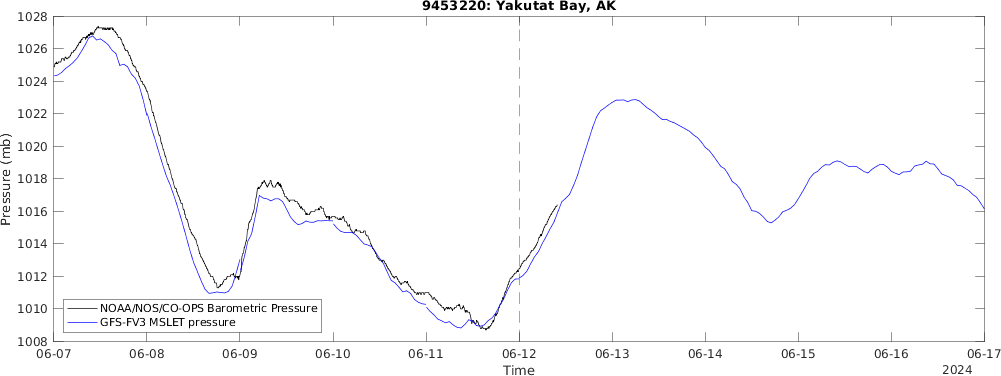 9453220: Yakutat Bay, AK
1028
1026
1024
1022
1020
1018
1016
1014
1012
1010
1008
Pressure (mb)
NOAA/NOS/CO-OPS Barometric Pressure
GFS-FV3 MSLET pressure
06-07 06-08 06-09 06-10 06-11 06-12 06-13 06-14 06-15 06-16 06-17
Time
2024